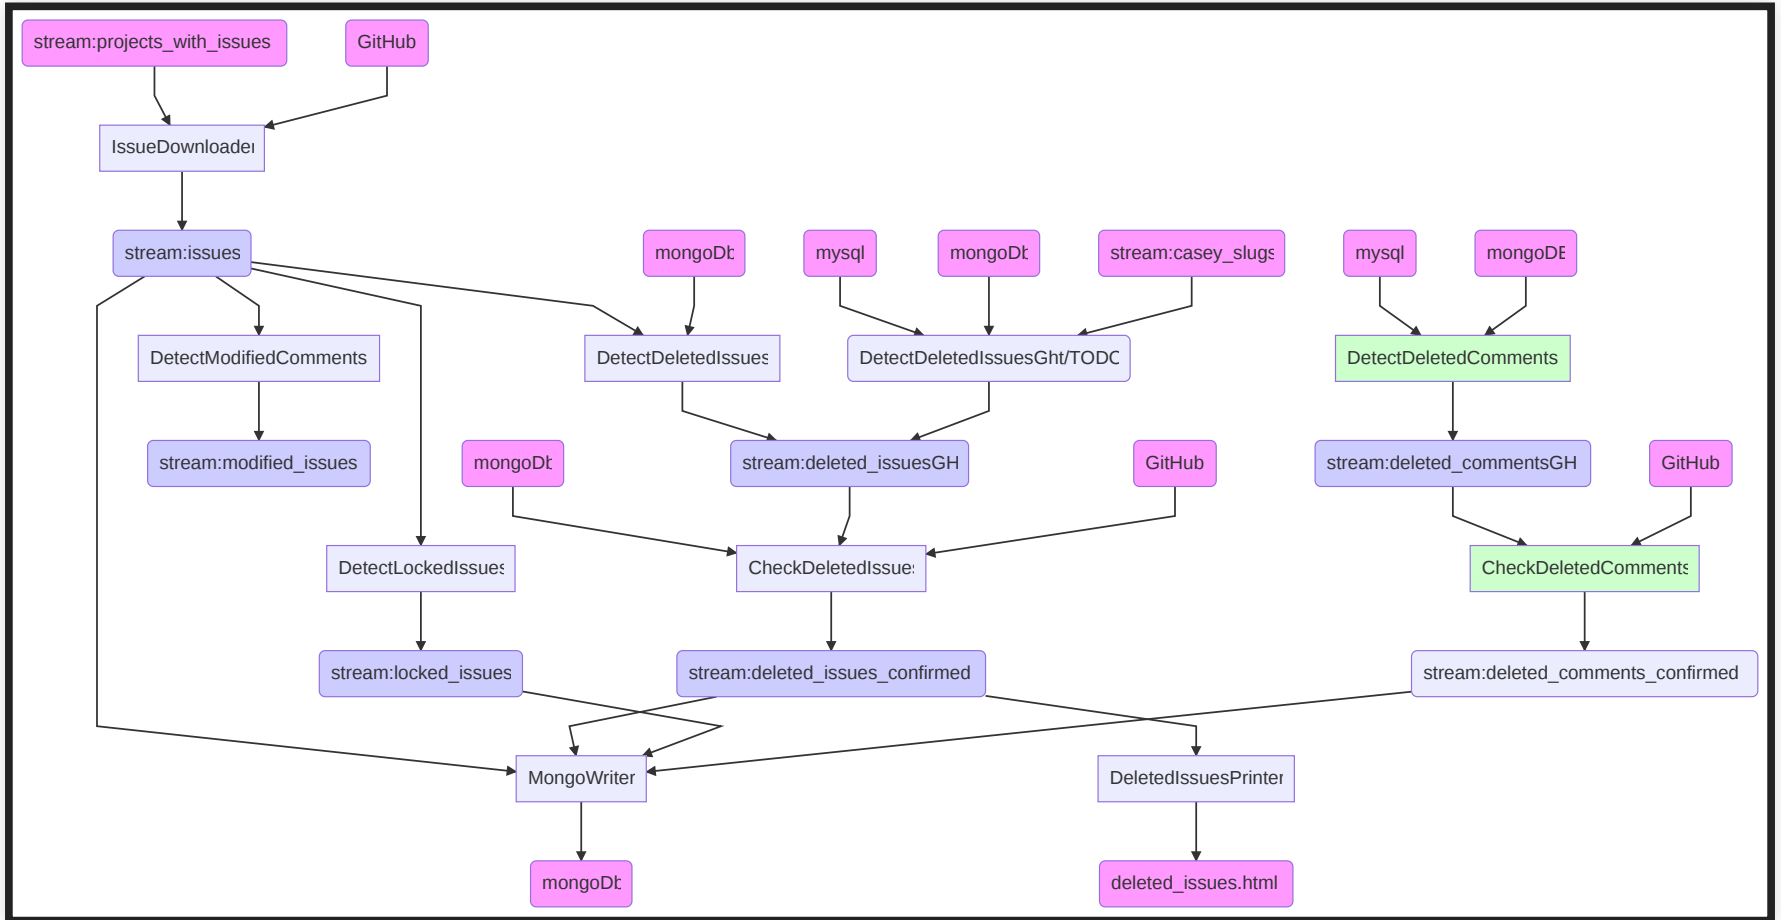 stream:projects_with_issues
GitHub
IssueDownloader
stream:issues
mongoDb
mysql
mongoDb
stream:casey_slugs
mysql
mongoDB
DetectModifiedComments
DetectDeletedIssues
DetectDeletedIssuesGht/TODO
DetectDeletedComments
stream:modified_issues
mongoDb
stream:deleted_issuesGH
GitHub
stream:deleted_commentsGH
GitHub
DetectLockedIssues
CheckDeletedIssues
CheckDeletedComments
stream:locked_issues
stream:deleted_issues_confirmed
stream:deleted_comments_confirmed
MongoWriter
DeletedIssuesPrinter
mongoDb
deleted_issues.html